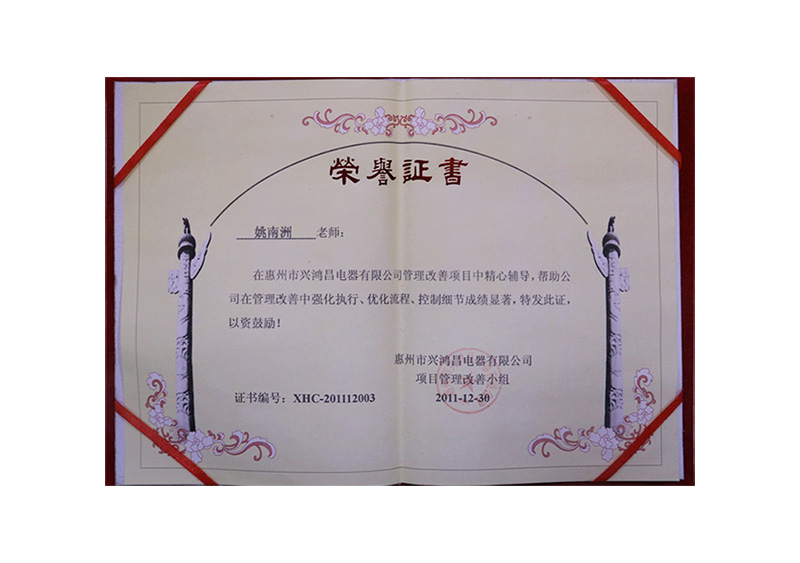 榮譽証書
姚南洲 老师：
在惠州市兴鸿昌电器有限公司管理改善项目中精心辅导，帮助公
司在管理改善中强化执行、优化流程、控制细节成绩显著，特发此证，
以资鼓励！
惠州市兴鸿昌电器有限公司
项目管理改善小组
证书编号：XHC-201112003 2011-12-30